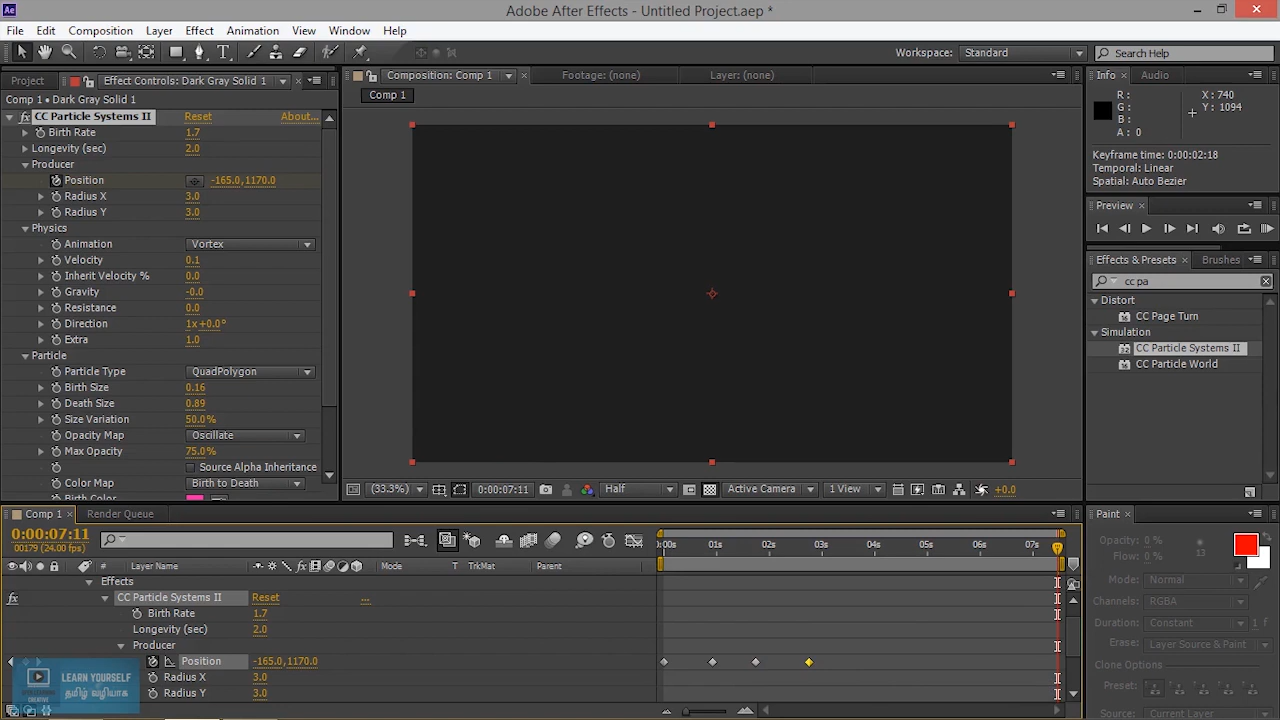 Adobe After Effects - Untitled Project.aep *
File Edit Composition Layer Effect Animation View Window Help
Workspace: Standard Search Help
Project Effect Controls: Dark Gray Solid 1 Composition: Comp 1 Footage: (none) Layer: (none) Info Audio
Comp 1 • Dark Gray Solid 1
Comp 1
CC Particle Systems II Reset About...
Birth Rate 1.7
Longevity (sec) 2.0
Producer
Position -165.0,1170.0
Radius X 3.0
Radius Y 3.0
Physics
Animation Vortex
Velocity 0.1
Inherit Velocity % 0.0
Gravity -0.0
Resistance 0.0
Direction 1x+0.0°
Extra 1.0
Particle
Particle Type QuadPolygon
Birth Size 0.16
Death Size 0.89
Size Variation 50.0%
Opacity Map Oscillate
Max Opacity 75.0%
Source Alpha Inheritance
Color Map Birth to Death
Birth Color
(33.3%) 0:00:07:11 Half Active Camera 1 View +0.0
R: X: 740
G: Y: 1094
B:
A: 0
Keyframe time: 0:00:02:18
Temporal: Linear
Spatial: Auto Bezier
Preview
Effects & Presets Brushes
cc pa
Distort
CC Page Turn
Simulation
CC Particle Systems II
CC Particle World
Comp 1 Render Queue
0:00:07:11
00179 (24.00 fps)
:00s 01s 02s 03s 04s 05s 06s 07s
# Layer Name Mode T TrkMat Parent
Effects
CC Particle Systems II Reset ...
Birth Rate 1.7
Longevity (sec) 2.0
Producer
Position -165.0,1170.0
Radius X 3.0
Radius Y 3.0
LEARN YOURSELF
தமிழ் வழியாக
CREATIVE
Paint
Opacity: 0 %
Flow: 0 % 13
Mode: Normal
Channels: RGBA
Duration: Constant 1 f
Erase: Layer Source & Paint
Clone Options
Preset:
Source: Current Layer